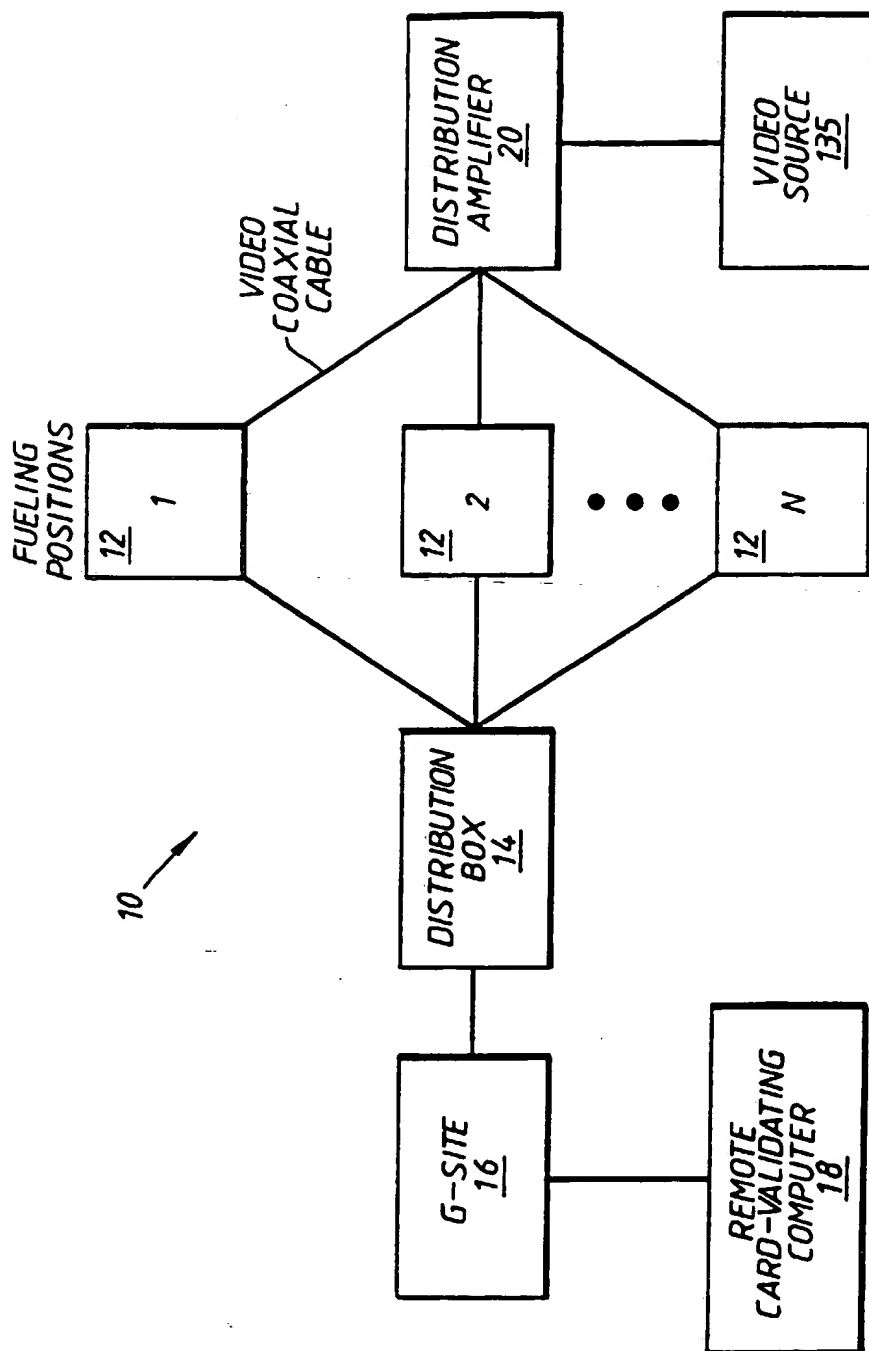 FUELING
POSITIONS
12
1
VIDEO
COAXIAL
CABLE
10
G-SITE
16
DISTRIBUTION
BOX
14
12
2
DISTRIBUTION
AMPLIFIER
20
REMOTE
CARD-VALIDATING
COMPUTER
18
12
N
VIDEO
SOURCE
135